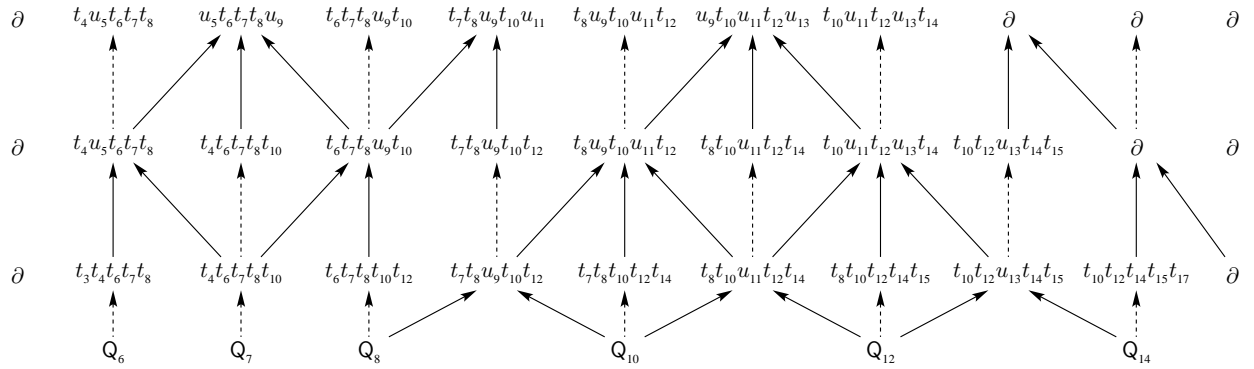 ∂ t₄u₅t₆t₇t₈ u₅t₆t₇t₈u₉ t₆t₇t₈u₉t₁₀ t₇t₈u₉t₁₀u₁₁ t₈u₉t₁₀u₁₁t₁₂ u₉t₁₀u₁₁t₁₂u₁₃ t₁₀u₁₁t₁₂u₁₃t₁₄ ∂ ∂ ∂
∂ t₄u₅t₆t₇t₈ t₄t₆t₇t₈t₁₀ t₆t₇t₈u₉t₁₀ t₇t₈u₉t₁₀t₁₂ t₈u₉t₁₀u₁₁t₁₂ t₈t₁₀u₁₁t₁₂t₁₄ t₁₀u₁₁t₁₂u₁₃t₁₄ t₁₀t₁₂u₁₃t₁₄t₁₅ ∂ ∂
∂ t₃t₄t₆t₇t₈ t₄t₆t₇t₈t₁₀ t₆t₇t₈t₁₀t₁₂ t₇t₈u₉t₁₀t₁₂ t₇t₈t₁₀t₁₂t₁₄ t₈t₁₀u₁₁t₁₂t₁₄ t₈t₁₀t₁₂t₁₄t₁₅ t₁₀t₁₂u₁₃t₁₄t₁₅ t₁₀t₁₂t₁₄t₁₅t₁₇ ∂
Q₆ Q₇ Q₈ Q₁₀ Q₁₂ Q₁₄